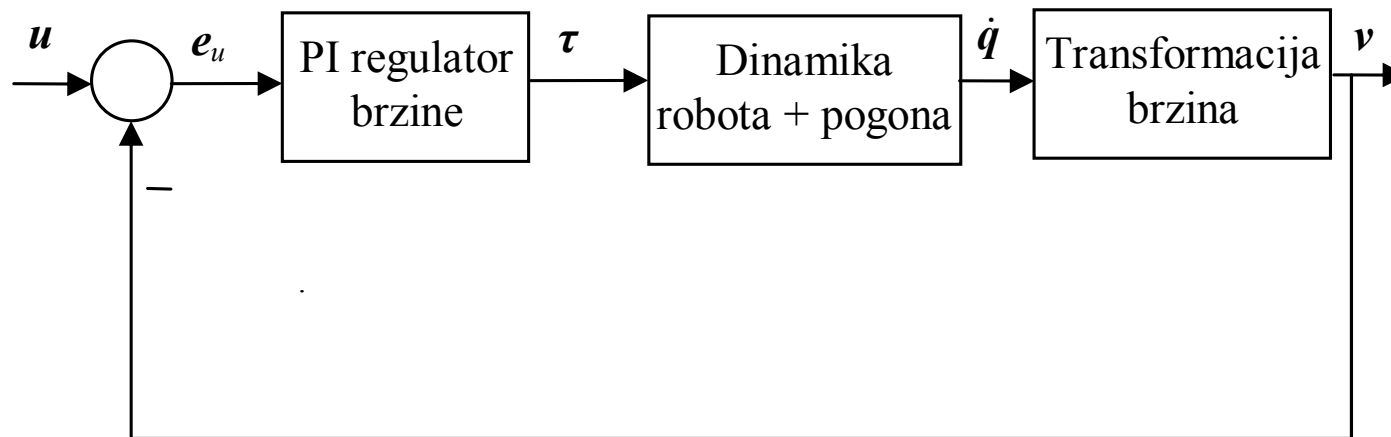 u
e_u
PI regulator
brzine
τ
Dinamika
robota + pogona
q̇
Transformacija
brzina
v
−